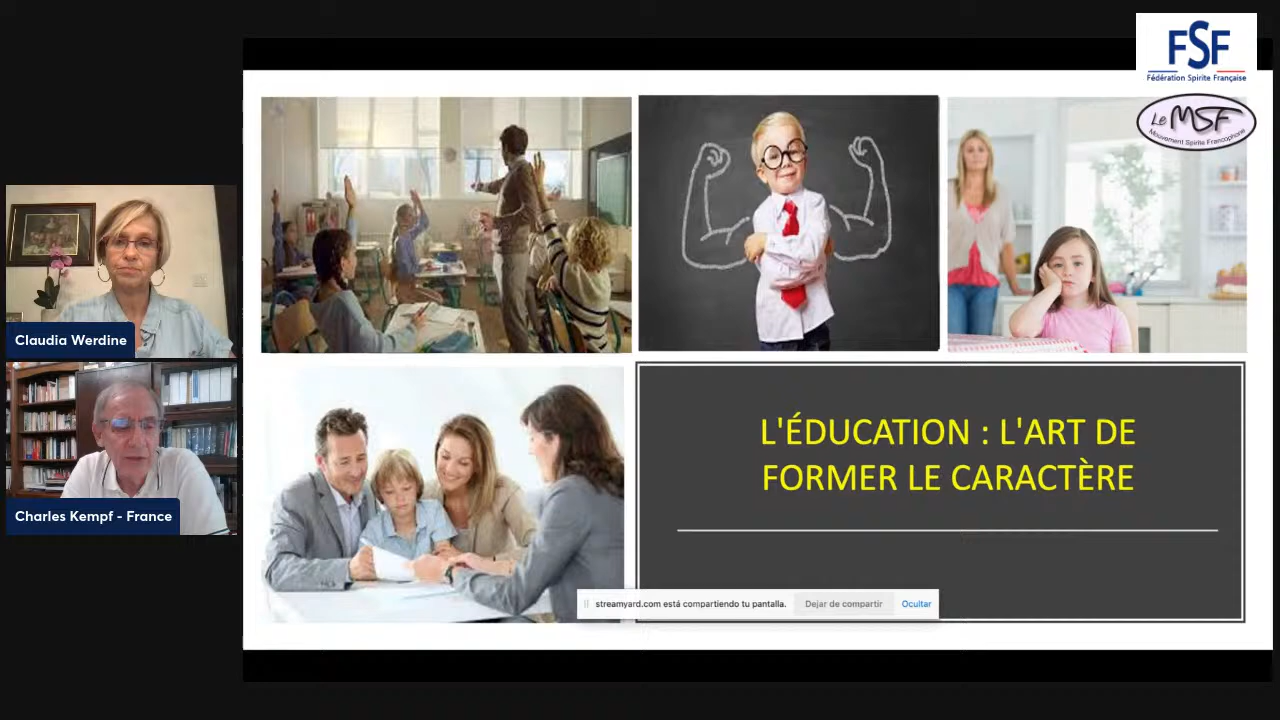 FSF
Fédération Spirite Française
Le MSF
Mouvement Spirite Francophone
Claudia Werdine
Charles Kempf - France
L'ÉDUCATION : L'ART DE
FORMER LE CARACTÈRE
streamyard.com está compartiendo tu pantalla.
Dejar de compartir
Ocultar